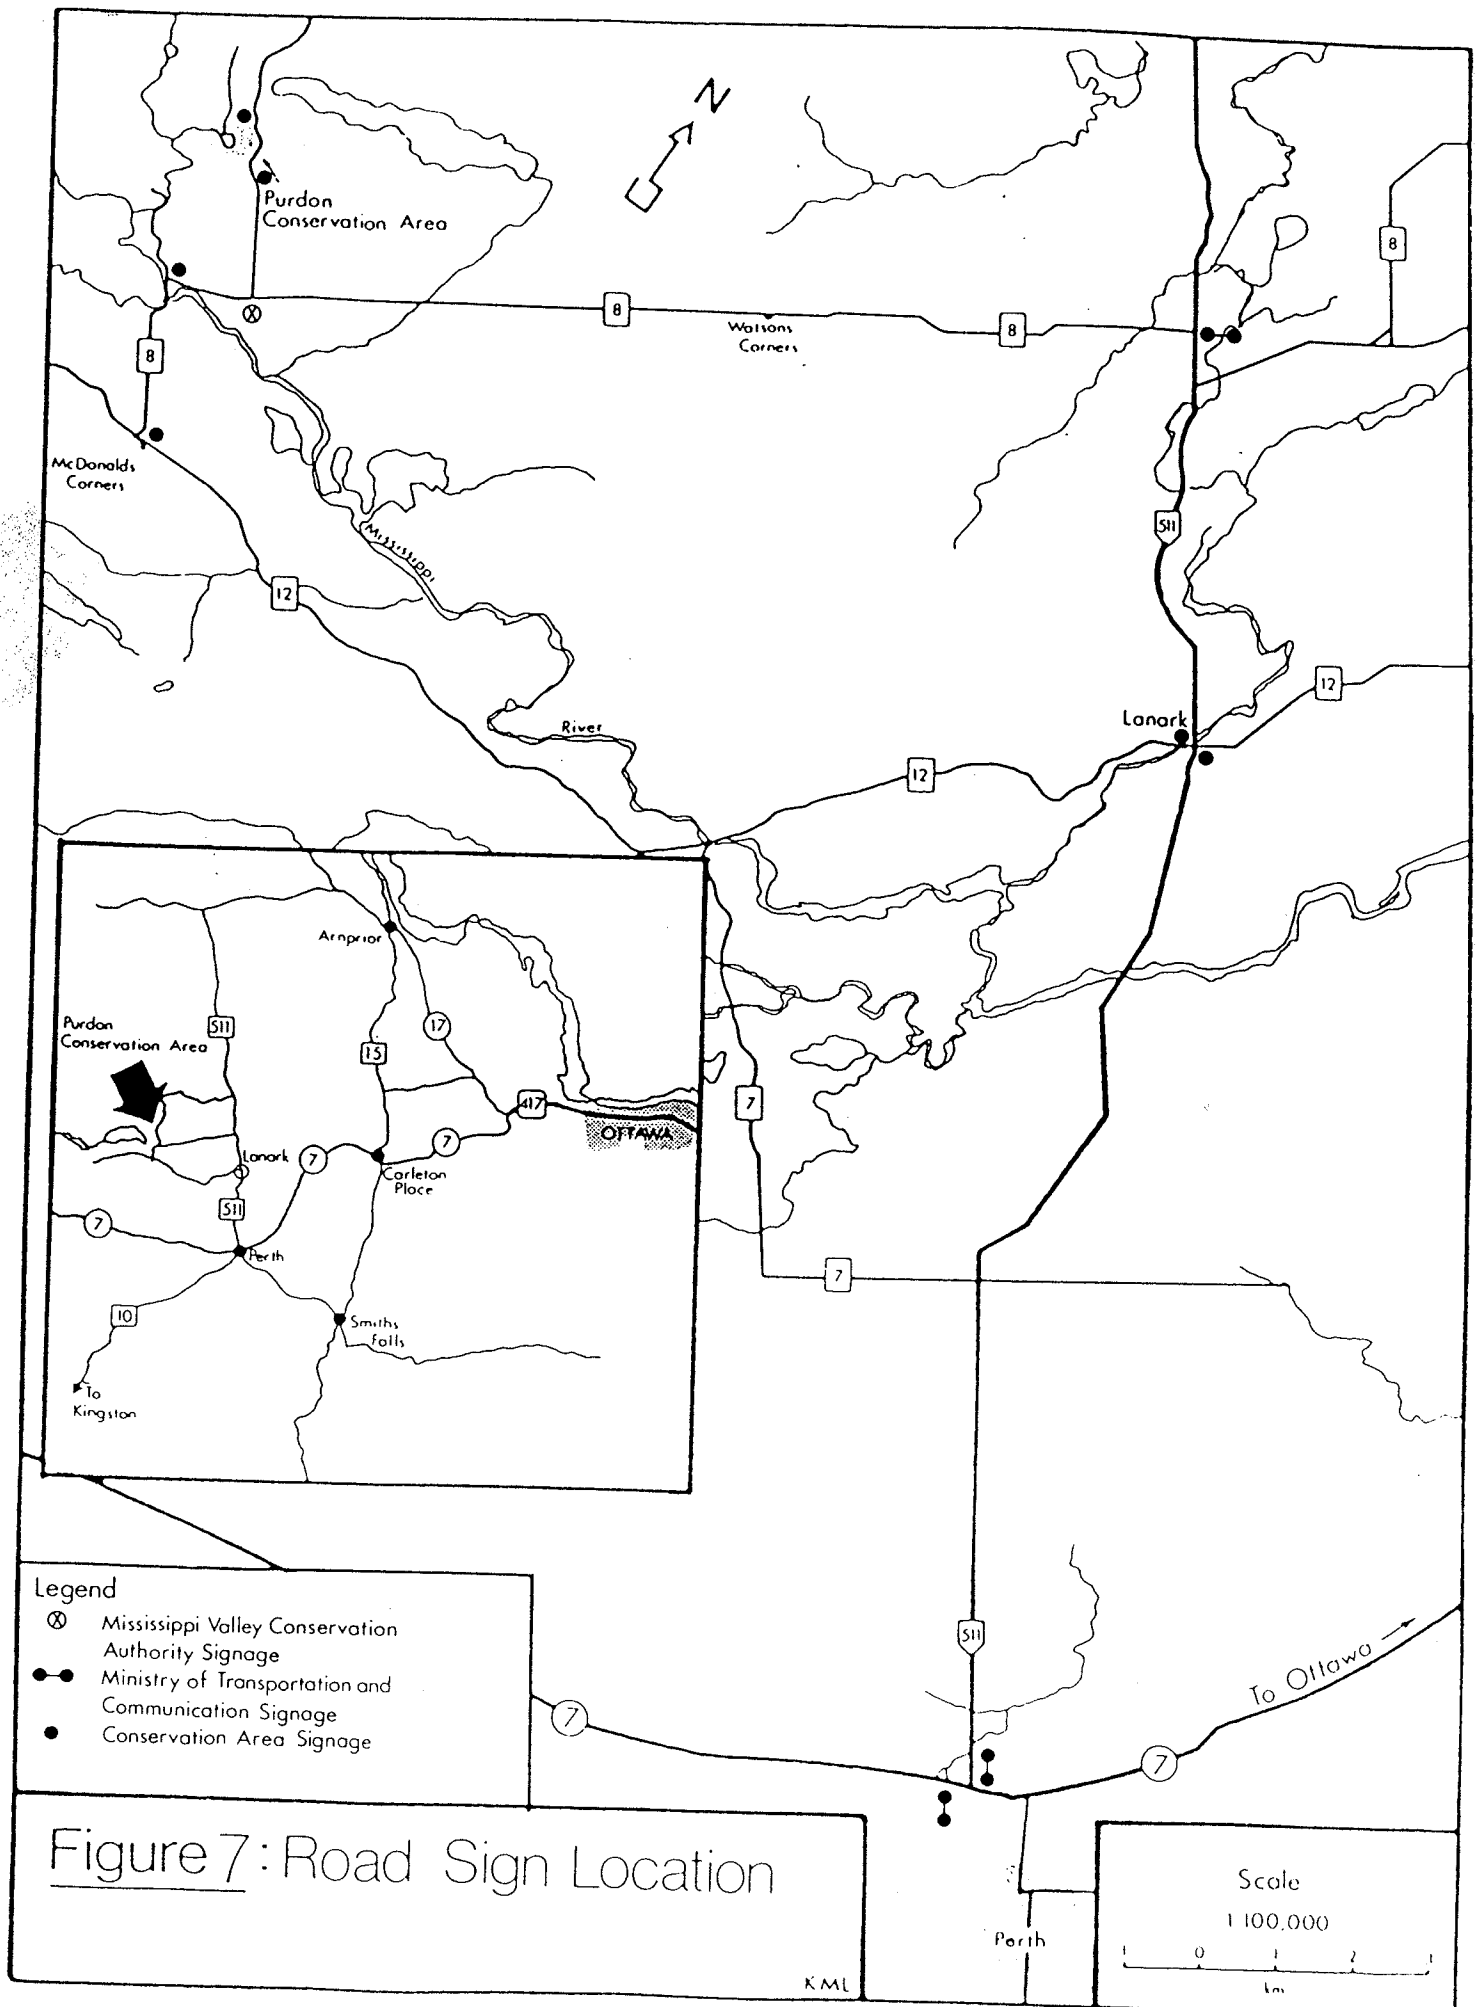 N
Purdon
Conservation Area
8
8
Watsons
Corners
8
8
McDonalds
Corners
511
Mississippi
12
12
Lanark
River
12
Arnprior
Purdon
Conservation Area
511
15
17
417
7
OTTAWA
7
Lanark
7
Carleton
Place
511
7
Perth
7
10
Smiths
Falls
To
Kingston
Legend
Mississippi Valley Conservation
Authority Signage
Ministry of Transportation and
Communication Signage
Conservation Area Signage
511
To Ottawa
7
7
Figure 7: Road Sign Location
KML
Perth
Scale
1:100,000
1 0 1 2
km